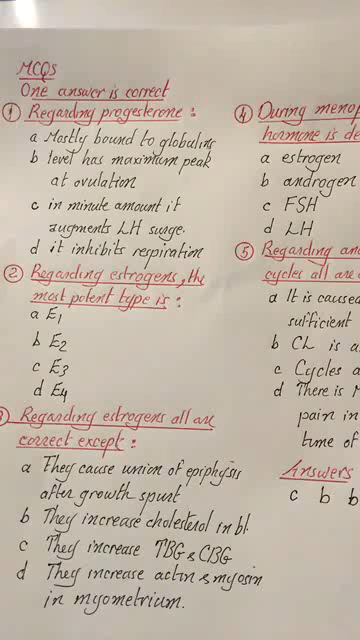 MCQS
One answer is correct
① Regarding progesterone :
a Mostly bound to globulins
b level has maximum peak
at ovulation
c in minute amount it
augments LH surge.
d it inhibits respiration
② Regarding estrogens, the
most potent type is :
a E1
b E2
c E3
d E4
3 Regarding estrogens all are
correct except :
a They cause union of epiphysis
after growth spurt
b They increase cholesterol in bl.
c They increase TBG & CBG
d They increase actin & myosin
in myometrium.
④ During
hormone is
a estrogen
b androgen
c FSH
d LH
⑤ Regarding
cycles all are
a It is caused
sufficient
b CL is
c Cycles
d There is
pain in
time of
Answers
c b b